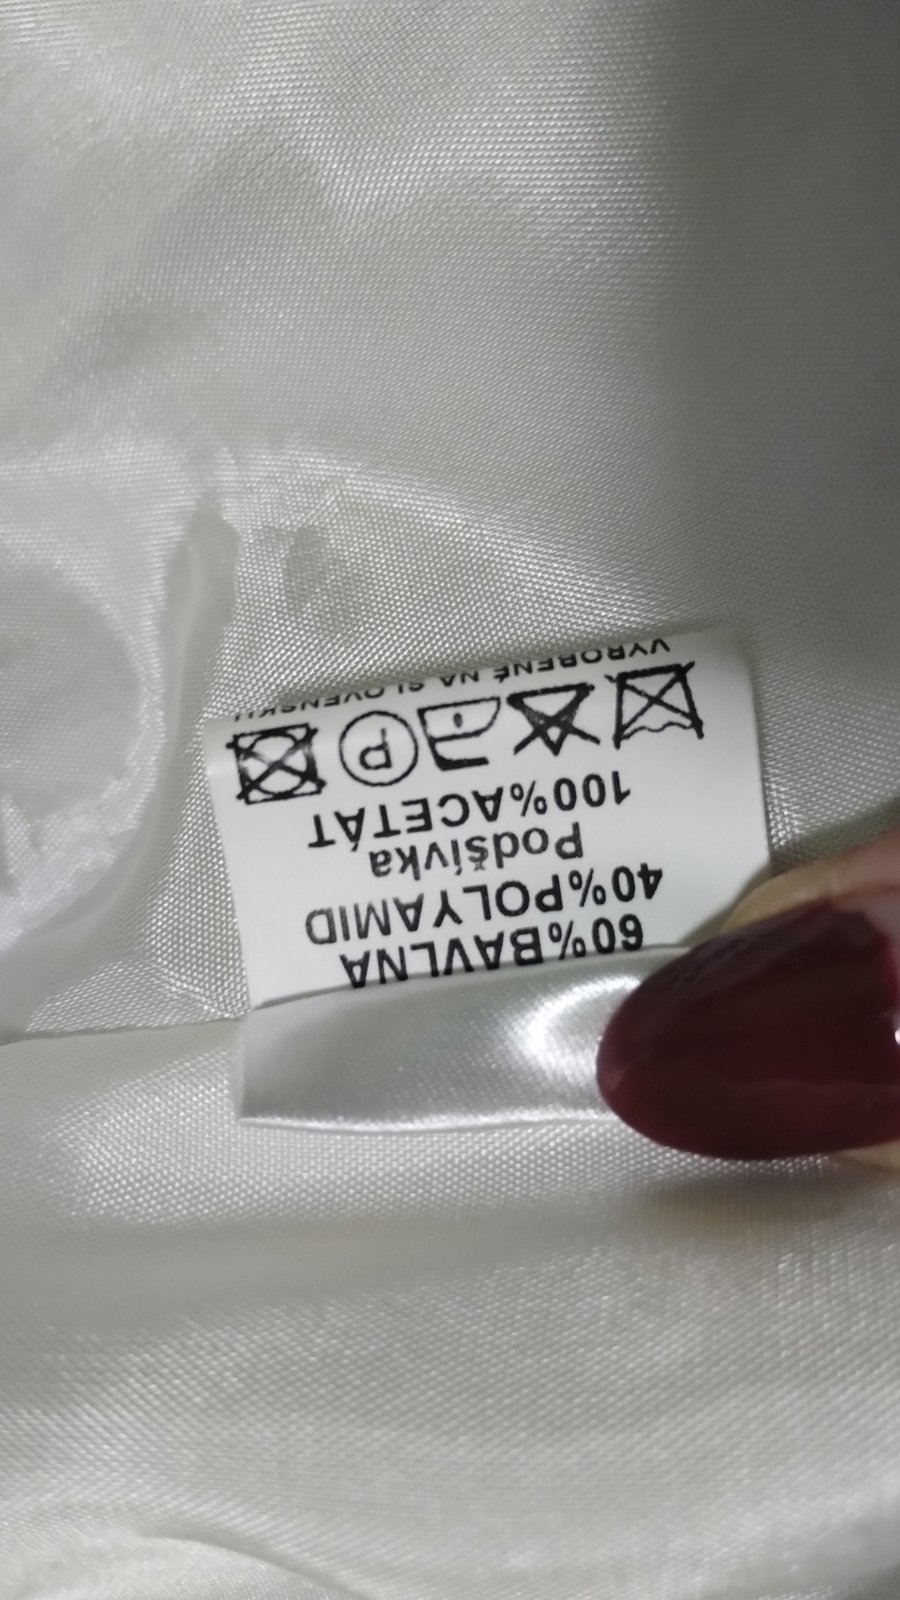 60%BAVLNA
40%POLYAMID
Podšívka
100%ACETÁT
P
VYROBENÉ NA SLOVENSKU